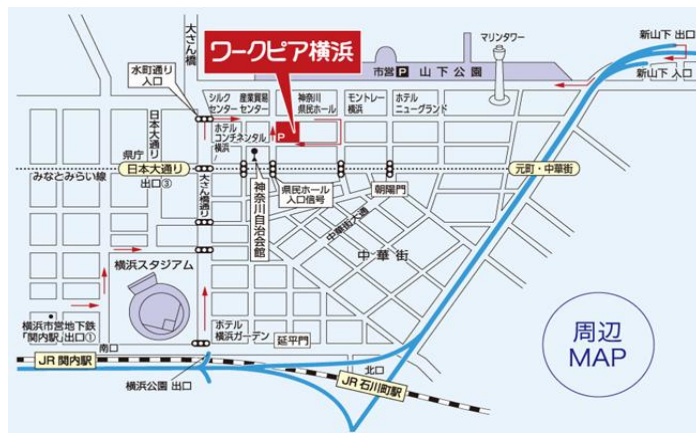 大さん橋
ワークピア横浜
マリンタワー
新山下 出口
新山下 入口
市営 P 山下公園
水町通り
入口
シルク
センター
産業貿易
センター
神奈川
県民ホール
モントレー
横浜
ホテル
ニューグランド
日本大通り
ホテル
コンチネンタル
横浜
P
県庁
みなとみらい線
日本大通り
出口③
元町・中華街
大さん橋通り
神奈川自治会館
県民ホール
入口信号
朝陽門
中華街大通
中華街
横浜スタジアム
横浜市営地下鉄
「関内駅」出口①
ホテル
横浜ガーデン
延平門
南口
JR 関内駅
横浜公園 出口
北口
JR 石川町駅
周辺
MAP